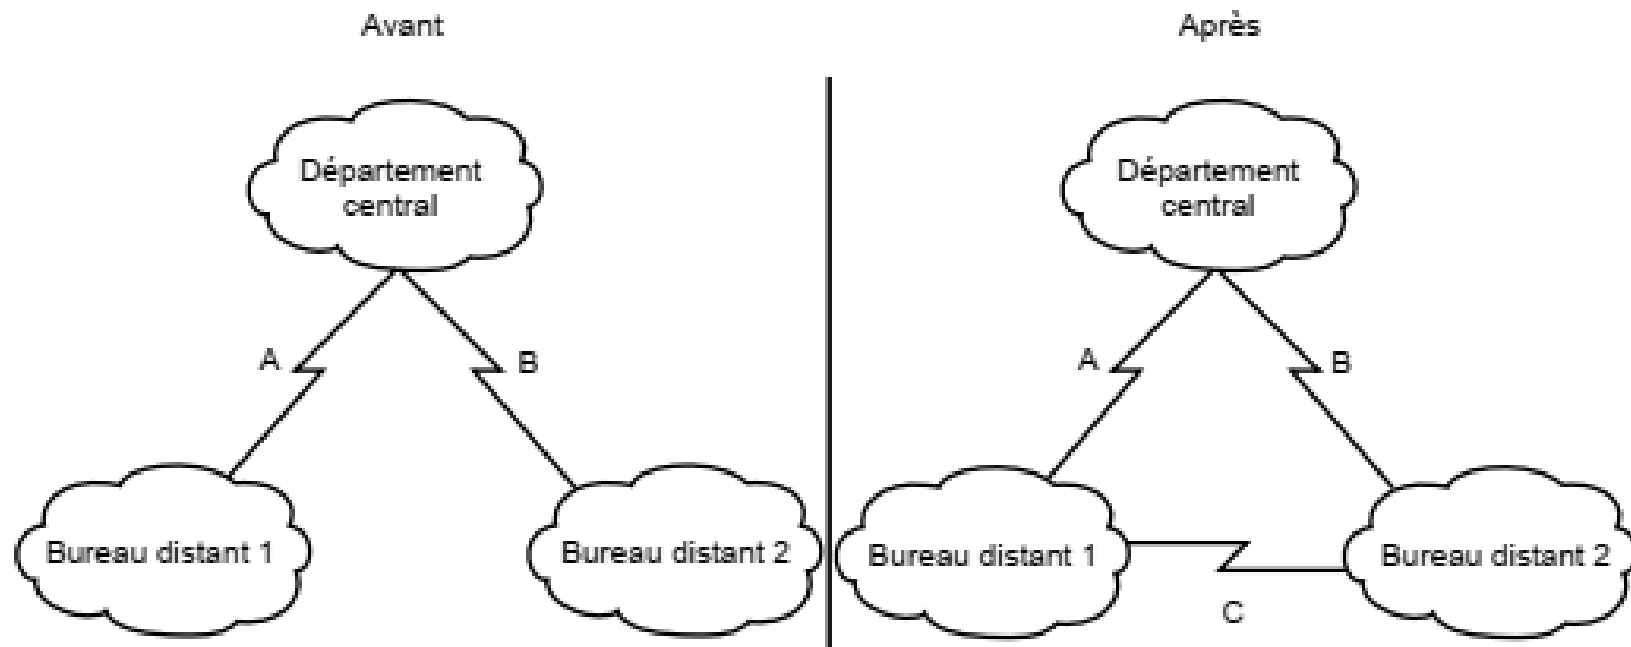 Avant
Département
central
A
B
Bureau distant 1
Bureau distant 2
Après
Département
central
A
B
Bureau distant 1
Bureau distant 2
C